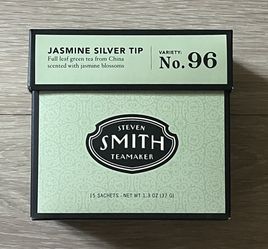 JASMINE SILVER TIP
Full leaf green tea from China
scented with jasmine blossoms
VARIETY:
No. 96
STEVEN
SMITH
TEAMAKER
15 SACHETS - NET WT 1.3 OZ (37 G)